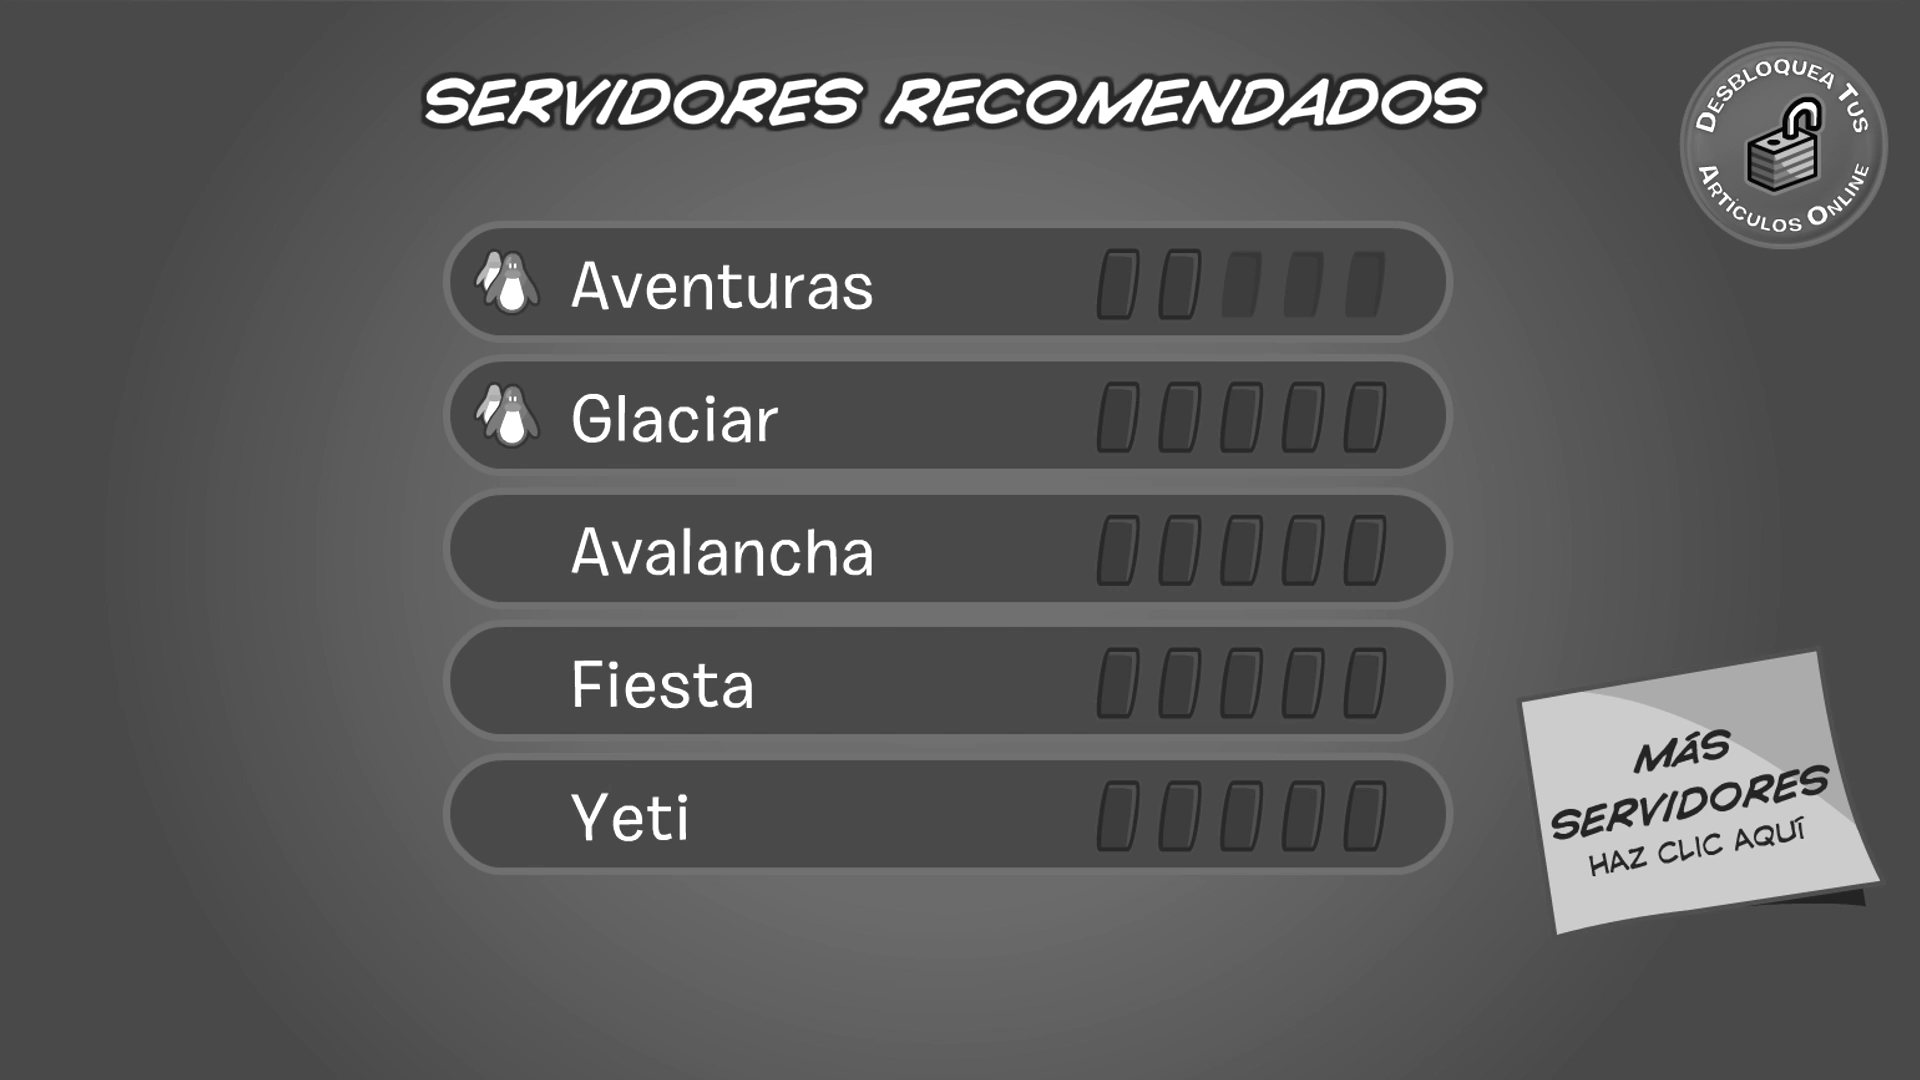 SERVIDORES RECOMENDADOS
DESBLOQUEA TUS
ARTÍCULOS ONLINE
Aventuras
Glaciar
Avalancha
Fiesta
Yeti
MÁS
SERVIDORES
HAZ CLIC AQUÍ